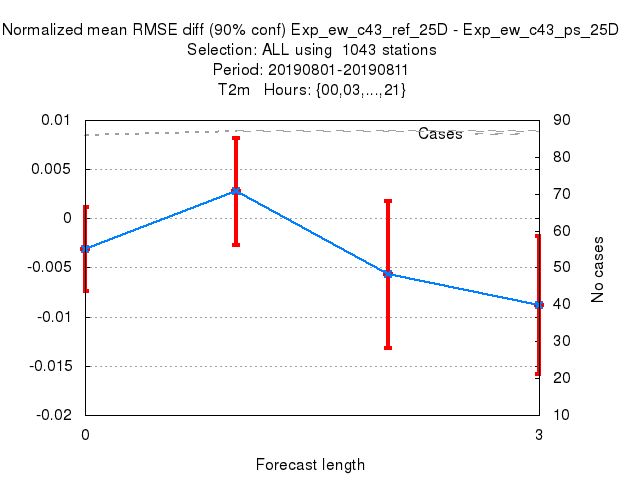 Normalized mean RMSE diff (90% conf) Exp_ew_c43_ref_25D - Exp_ew_c43_ps_25D
Selection: ALL using  1043 stations
Period: 20190801-20190811
T2m   Hours: {00,03,...,21}
0.01
0.005
0
-0.005
-0.01
-0.015
-0.02
Cases
90
80
70
60
50
40
30
20
10
No cases
0
3
Forecast length